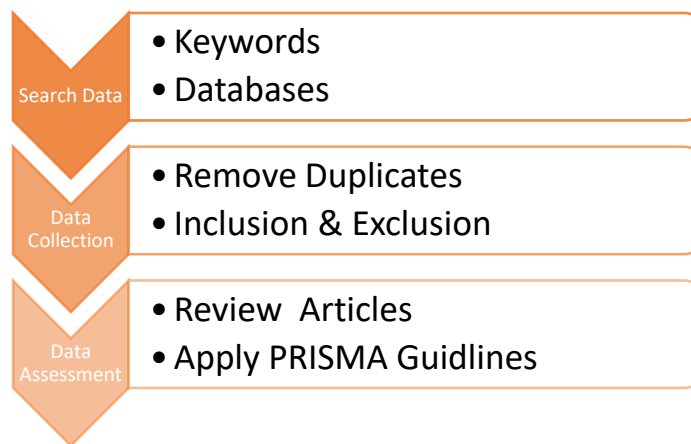 Search Data
• Keywords
• Databases
Data
Collection
• Remove Duplicates
• Inclusion & Exclusion
Data
Assessment
• Review Articles
• Apply PRISMA Guidlines